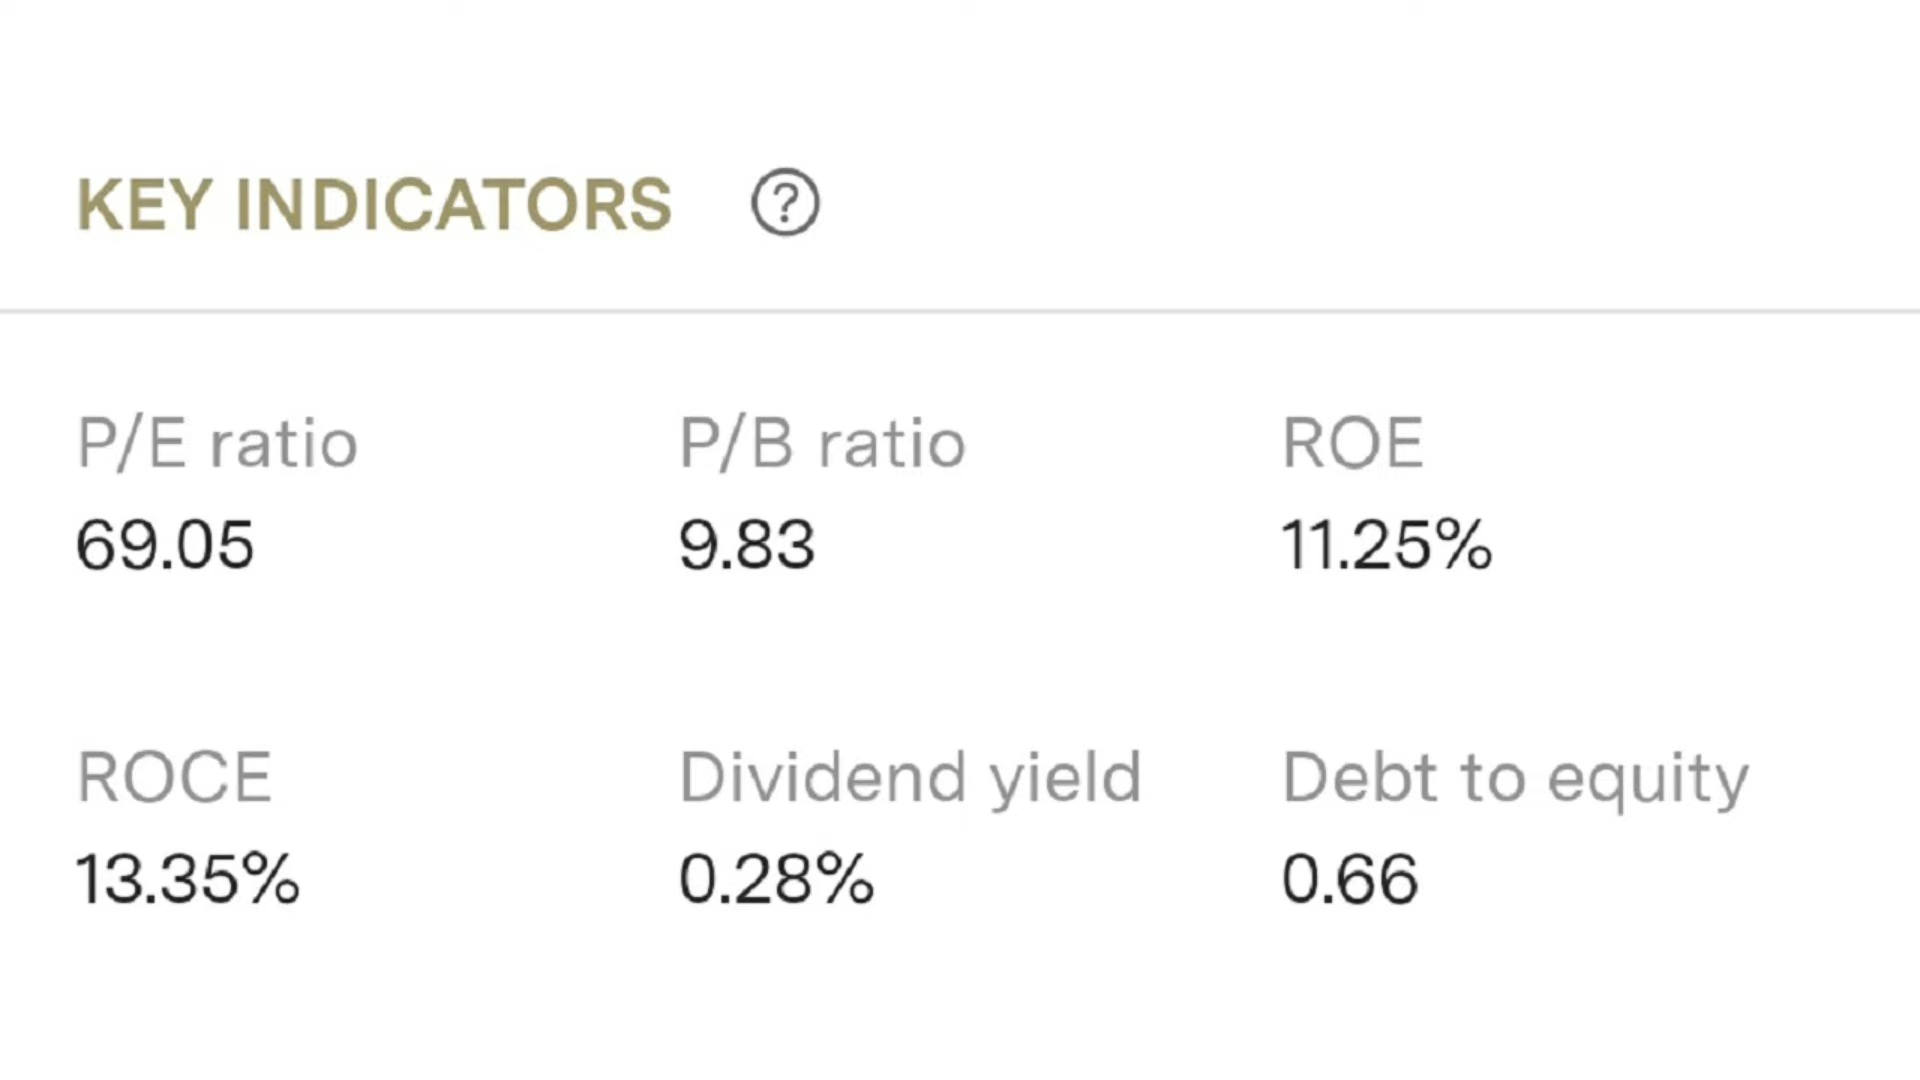 KEY INDICATORS ?
P/E ratio P/B ratio ROE
69.05 9.83 11.25%
ROCE Dividend yield Debt to equity
13.35% 0.28% 0.66